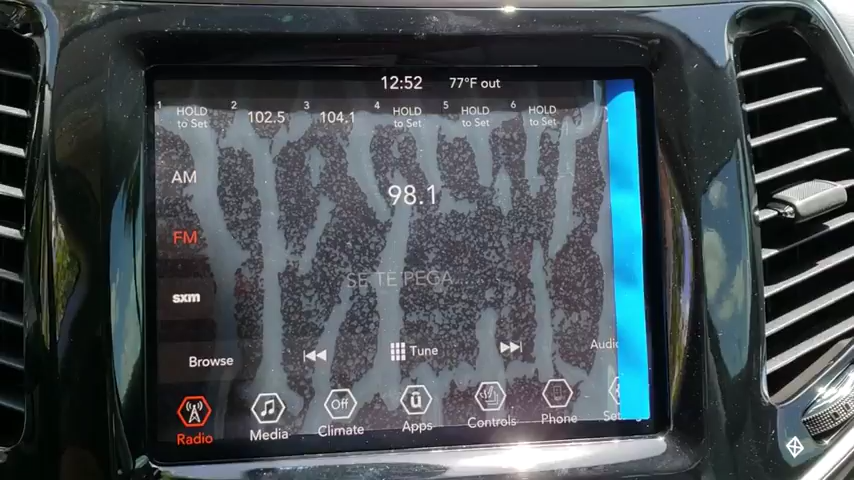 12:52 77°F out
1 HOLD to Set 2 102.5 3 104.1 4 HOLD to Set 5 HOLD to Set 6 HOLD to Set
AM
98.1
FM
SE TE PEGA......
sxm
Browse Tune Audio
Off
Radio Media Climate Apps Controls Phone